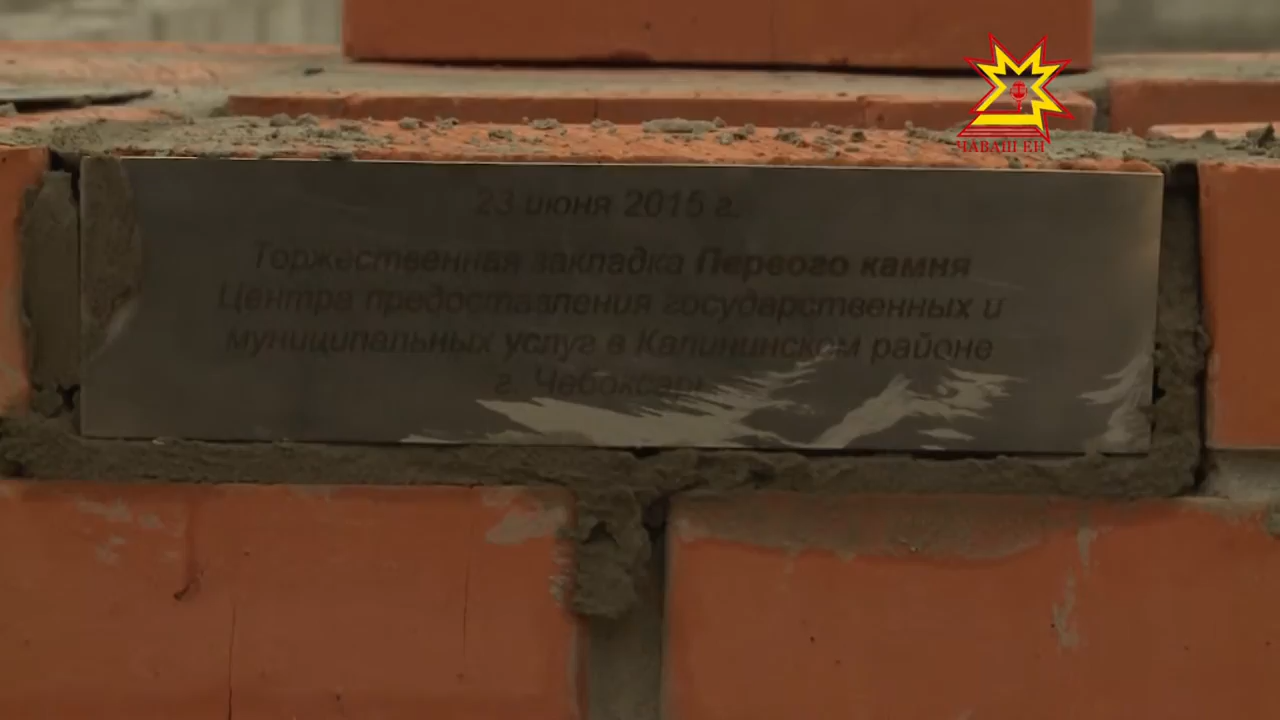 ЧАВАШ ЕН
23 июня 2015 г.
Торжественная закладка Первого камня
Центра предоставления государственных и
муниципальных услуг в Калининском районе
г. Чебоксары